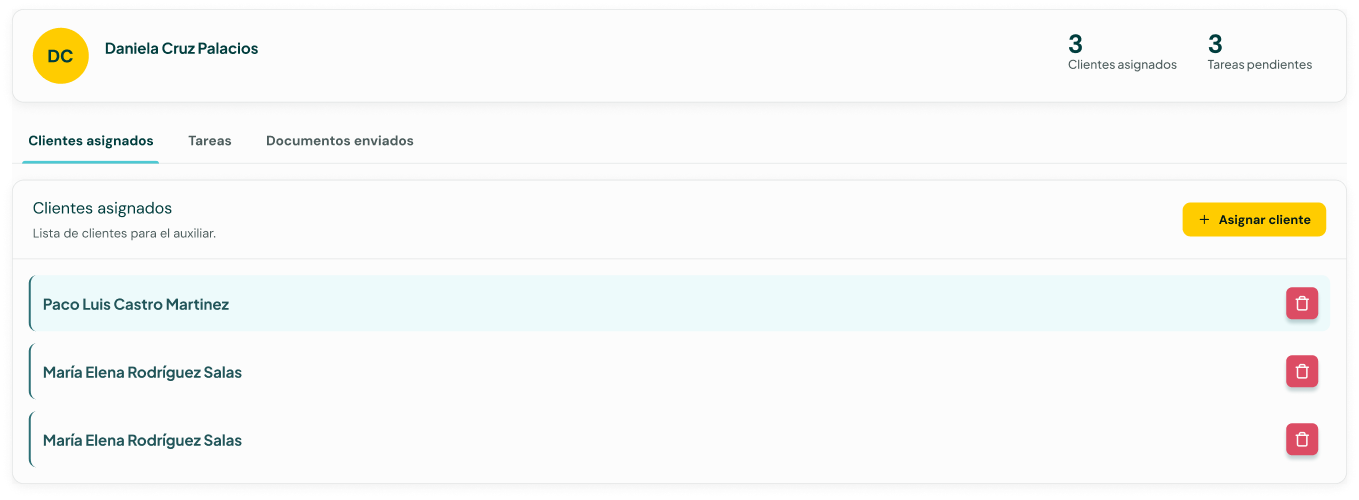 DC
Daniela Cruz Palacios
3
Clientes asignados
3
Tareas pendientes
Clientes asignados
Tareas
Documentos enviados
Clientes asignados
Lista de clientes para el auxiliar.
+ Asignar cliente
Paco Luis Castro Martinez
María Elena Rodríguez Salas
María Elena Rodríguez Salas